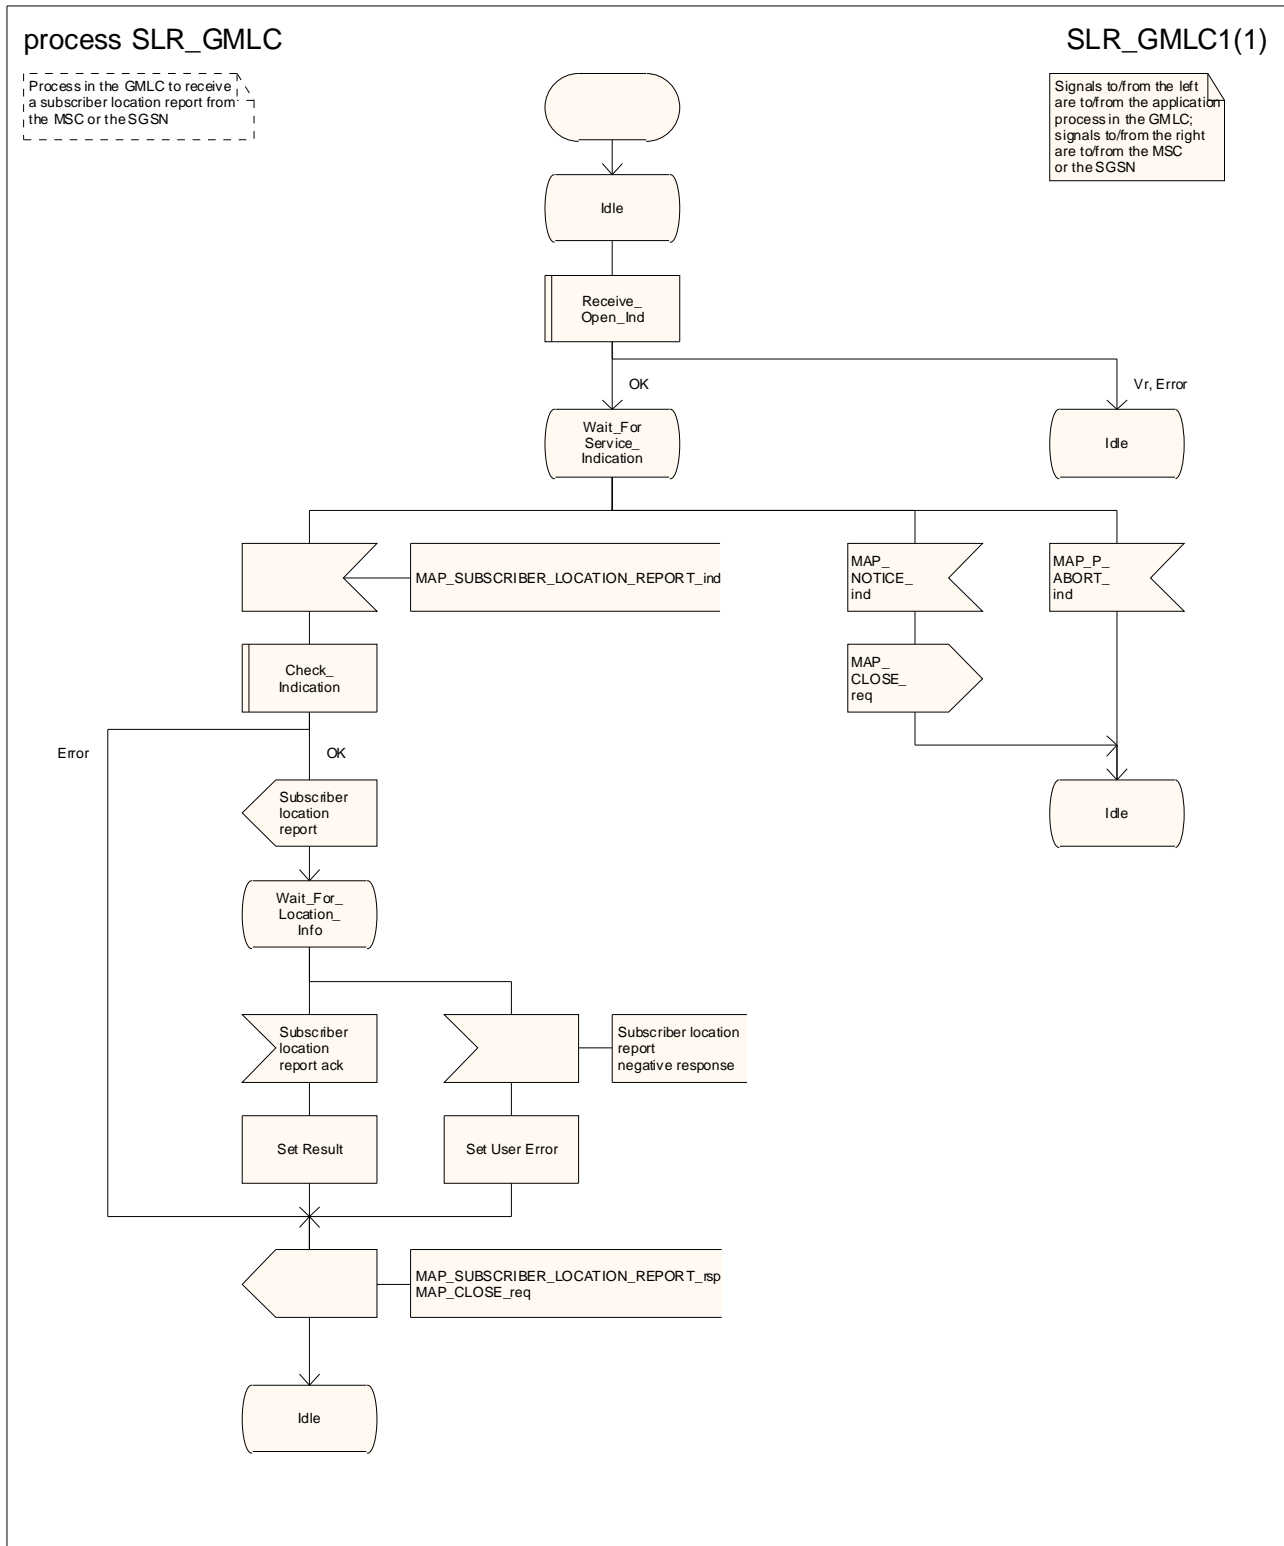 process SLR_GMLC
SLR_GMLC1(1)
Process in the GMLC to receive
a subscriber location report from
the MSC or the SGSN
Signals to/from the left
are to/from the application
process in the GMLC;
signals to/from the right
are to/from the MSC
or the SGSN
Idle
Receive_
Open_Ind
OK
Vr, Error
Wait_For
Service_
Indication
Idle
MAP_SUBSCRIBER_LOCATION_REPORT_ind
MAP_
NOTICE_
ind
MAP_P_
ABORT_
ind
Check_
Indication
MAP_
CLOSE_
req
Error
OK
Subscriber
location
report
Idle
Wait_For_
Location_
Info
Subscriber
location
report ack
Subscriber location
report
negative response
Set Result
Set User Error
MAP_SUBSCRIBER_LOCATION_REPORT_rsp
MAP_CLOSE_req
Idle